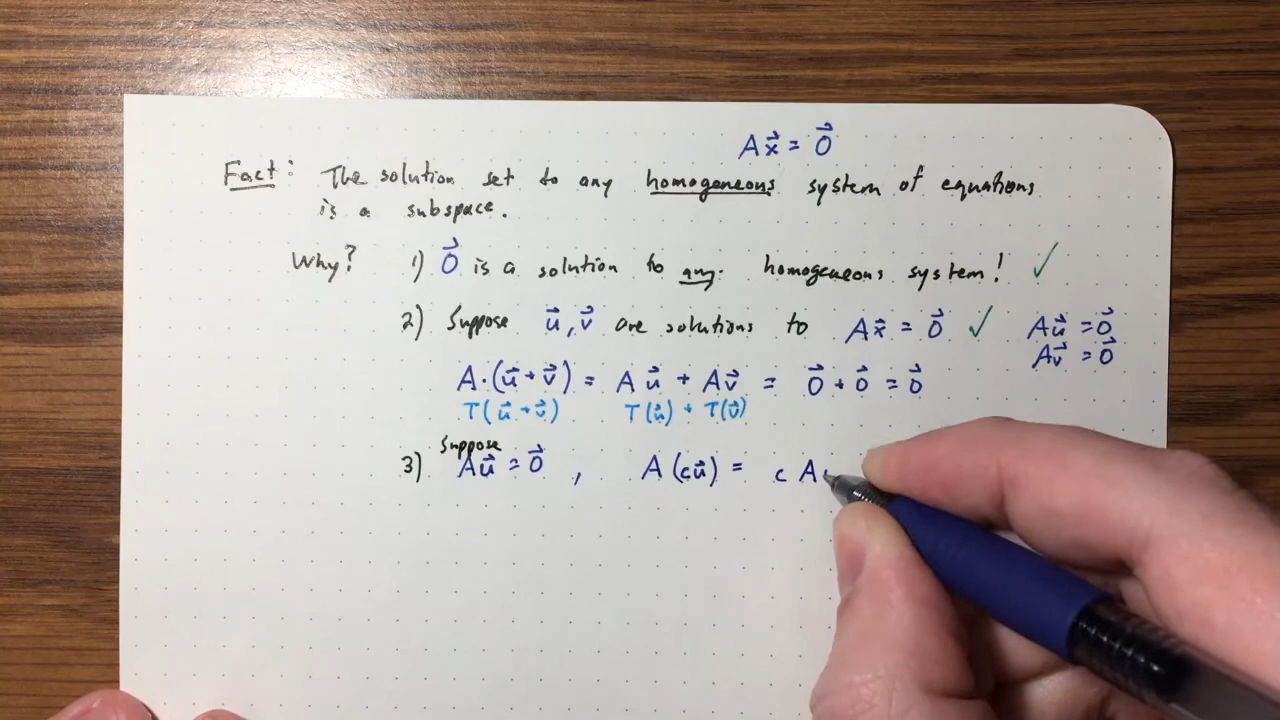 A x⃗ = 0⃗
Fact: The solution set to any homogeneous system of equations
is a subspace.
Why? 1) 0⃗ is a solution to any homogeneous system! ✓
2) Suppose u⃗, v⃗ are solutions to A x⃗ = 0⃗ ✓ A u⃗ = 0⃗
A v⃗ = 0⃗
A·(u⃗ + v⃗) = A u⃗ + A v⃗ = 0⃗ + 0⃗ = 0⃗
T(u⃗ + v⃗) T(u⃗) + T(v⃗)
Suppose
3) A u⃗ = 0⃗ , A(c u⃗) = c A